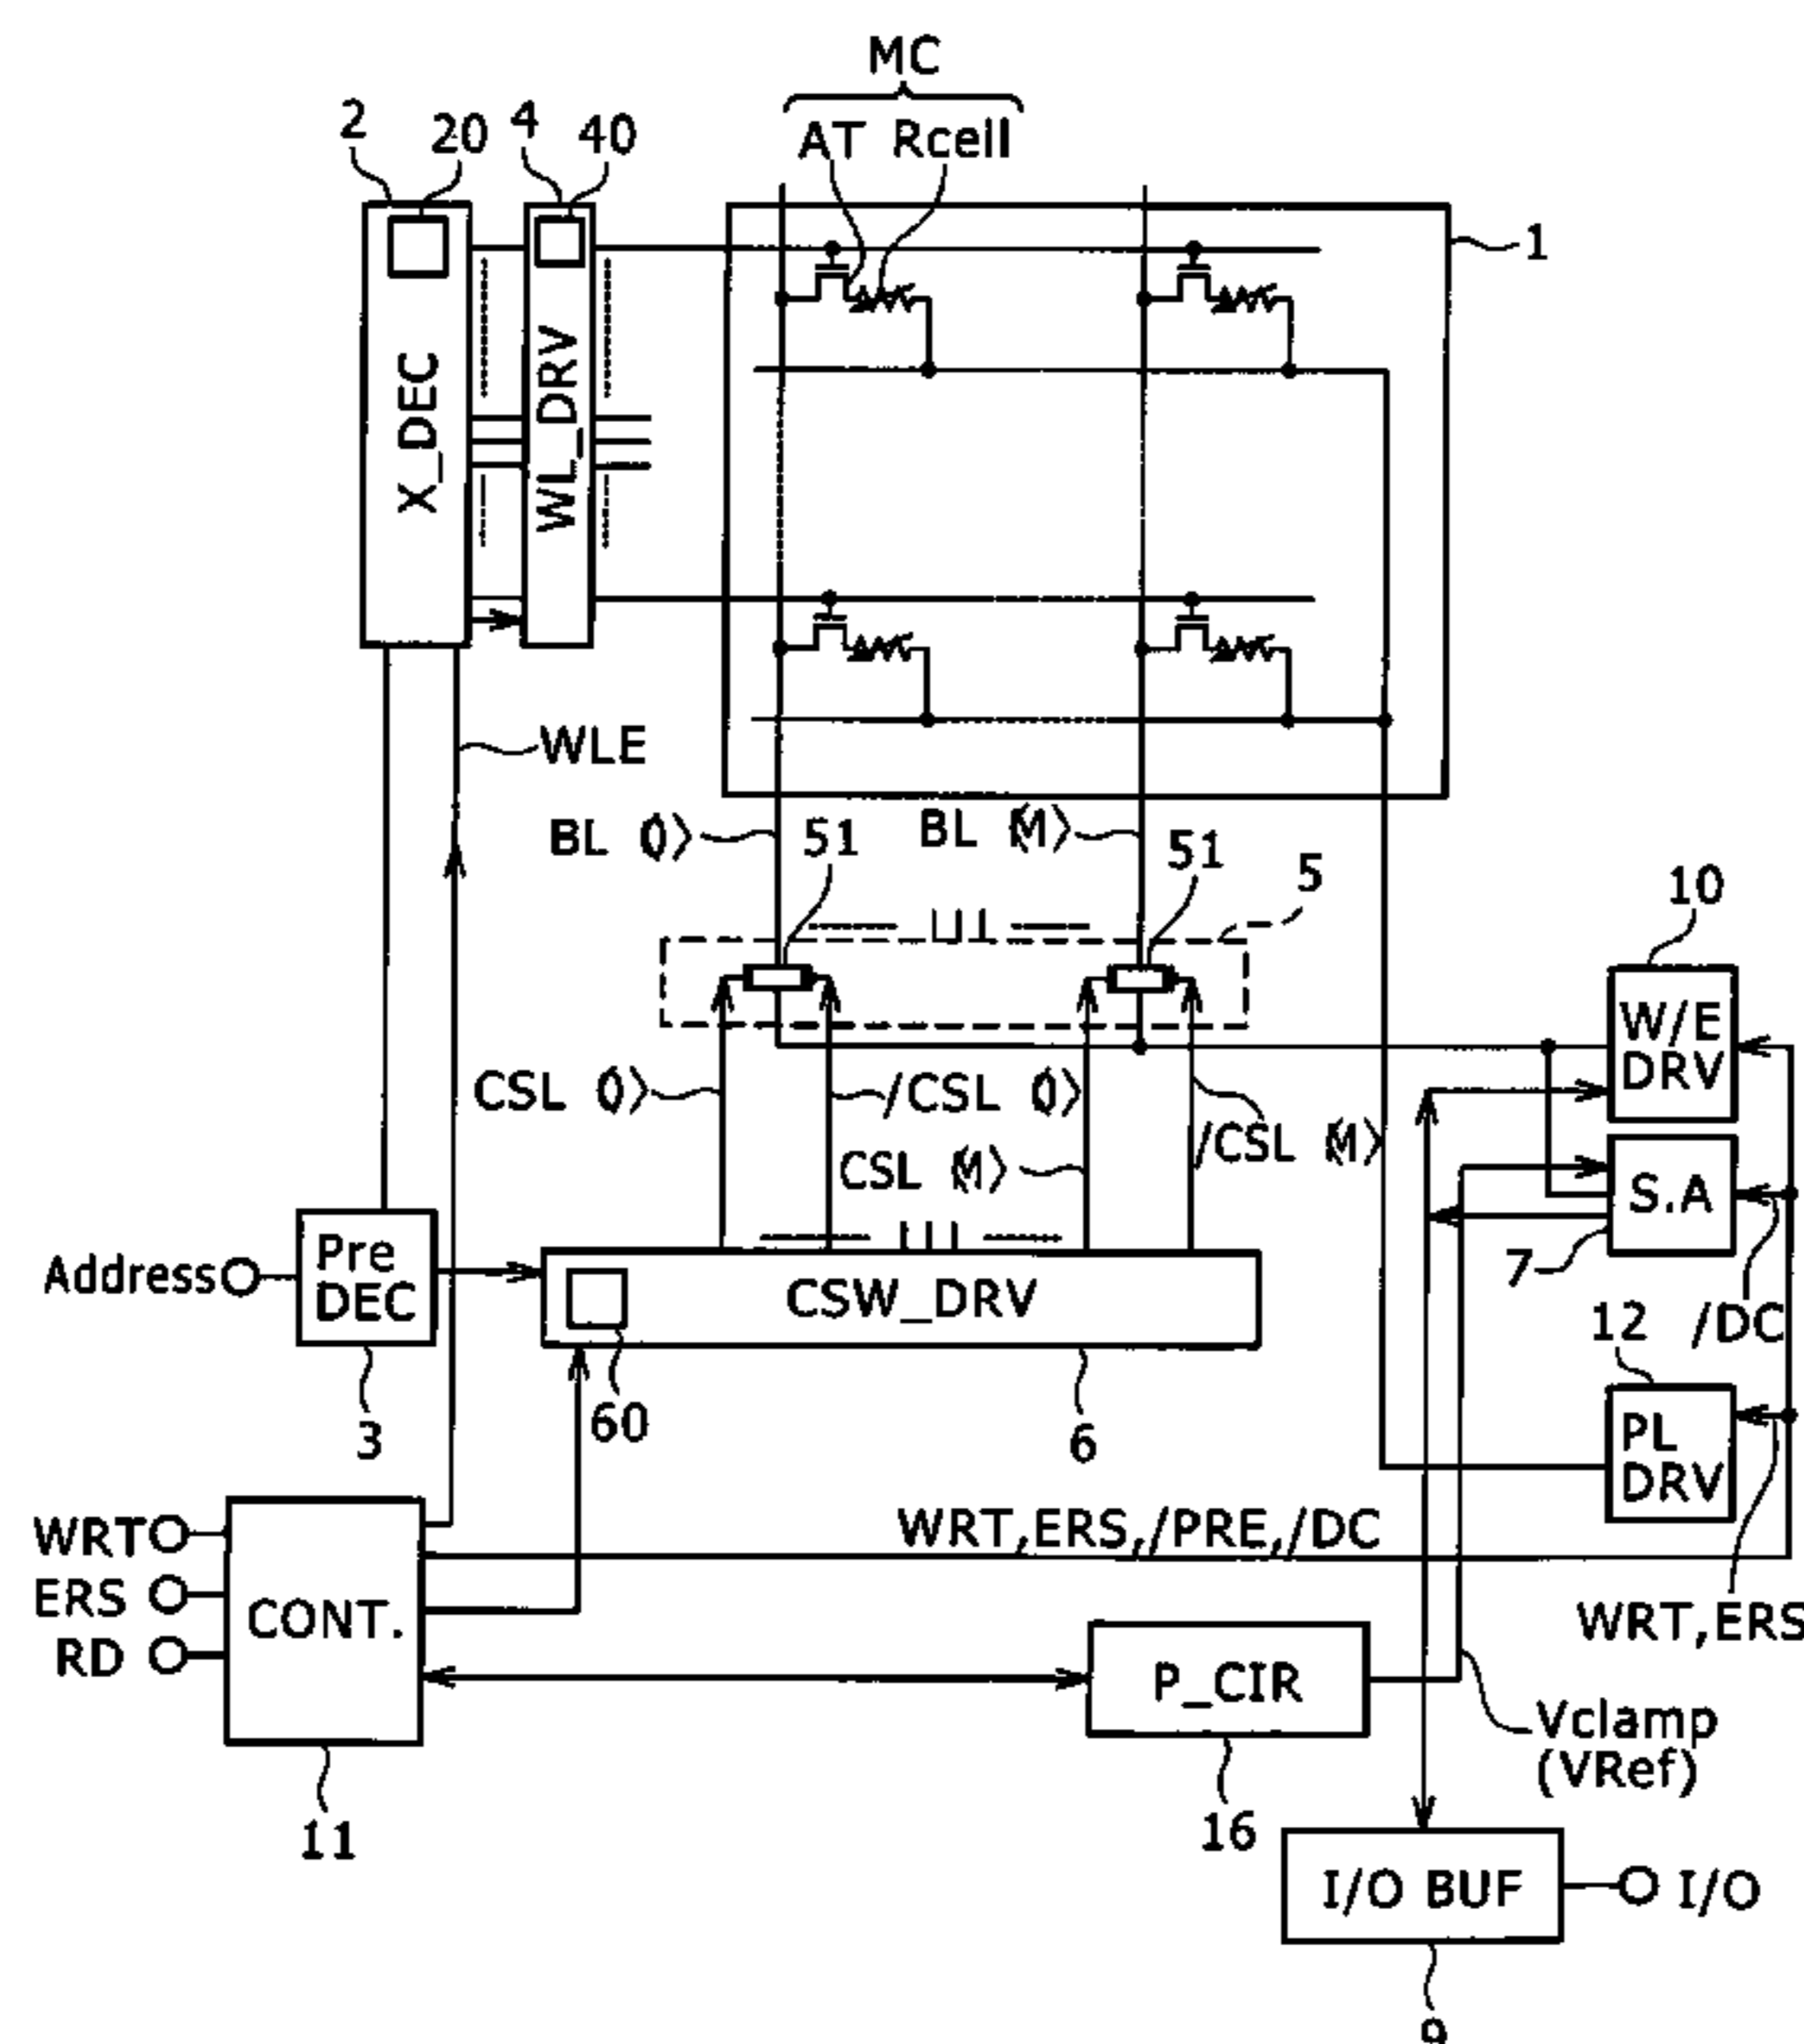 MC
2
20
4
40
AT Rcell
1
X_DEC
WL_DRV
WLE
BL ⟨0⟩
51
BL ⟨M⟩
51
5
10
W/E
DRV
CSL ⟨0⟩
/CSL ⟨0⟩
CSL ⟨M⟩
/CSL ⟨M⟩
S.A
7
Address
Pre
DEC
CSW_DRV
12
/DC
3
60
6
PL
DRV
WRT
ERS
RD
CONT.
WRT,ERS,/PRE,/DC
WRT,ERS
P_CIR
Vclamp
(VRef)
11
16
I/O BUF
I/O
9